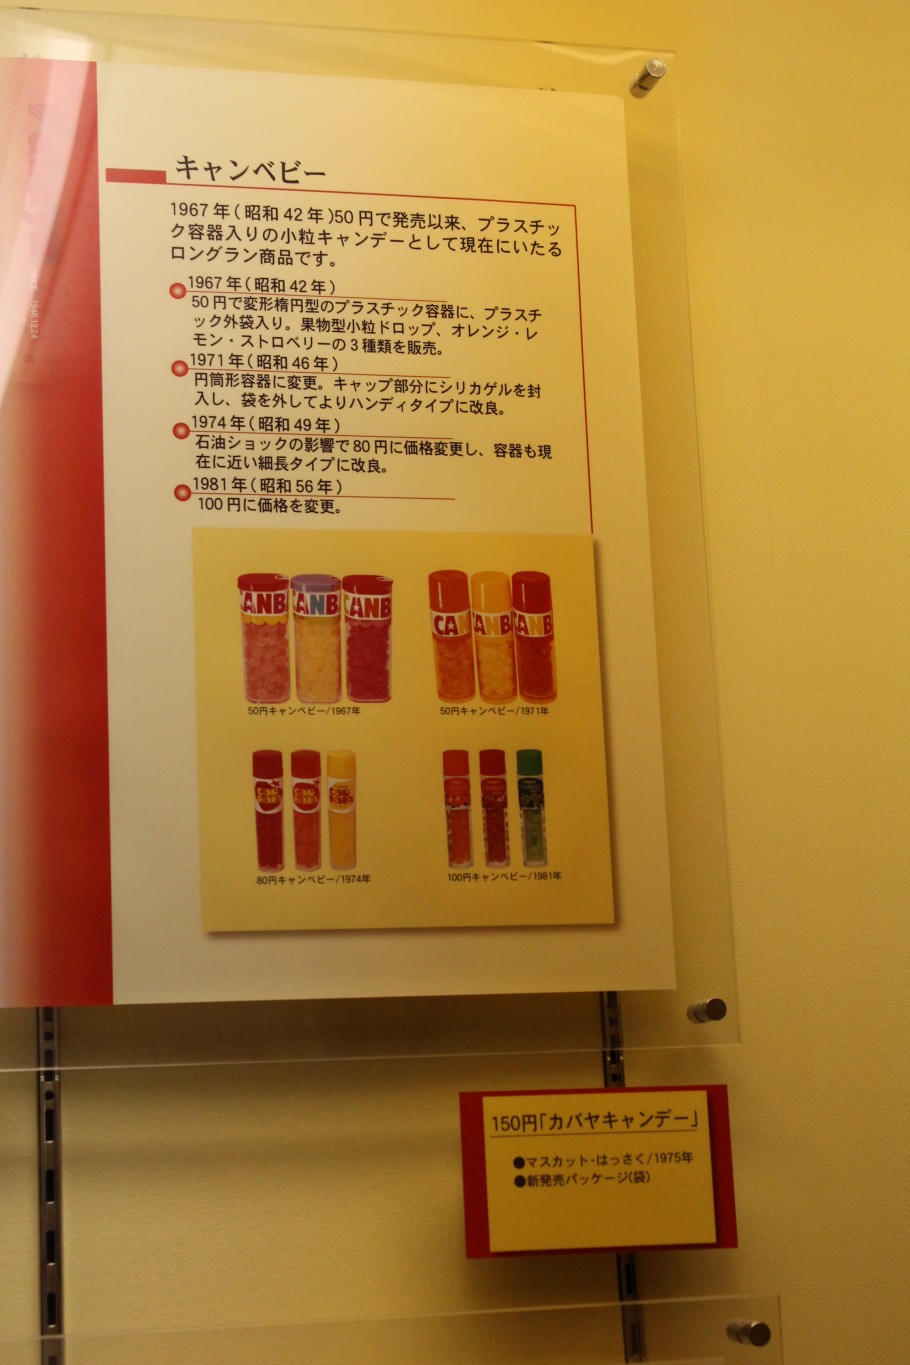 キャンベビー
1967年(昭和42年)50円で発売以来、プラスチッ
ク容器入りの小粒キャンデーとして現在にいたる
ロングラン商品です。
1967年(昭和42年)
50円で変形楕円型のプラスチック容器に、プラスチ
ック外袋入り。果物型小粒ドロップ、オレンジ・レ
モン・ストロベリーの3種類を販売。
1971年(昭和46年)
円筒形容器に変更。キャップ部分にシリカゲルを封
入し、袋を外してよりハンディタイプに改良。
1974年(昭和49年)
石油ショックの影響で80円に価格変更し、容器も現
在に近い細長タイプに改良。
1981年(昭和56年)
100円に価格を変更。
CANB CANB CANB
CAN CANB CANB
50円キャンベビー/1967年
50円キャンベビー/1971年
80円キャンベビー/1974年
100円キャンベビー/1981年
150円「カバヤキャンデー」
●マスカット・はっさく/1975年
●新発売パッケージ(袋)